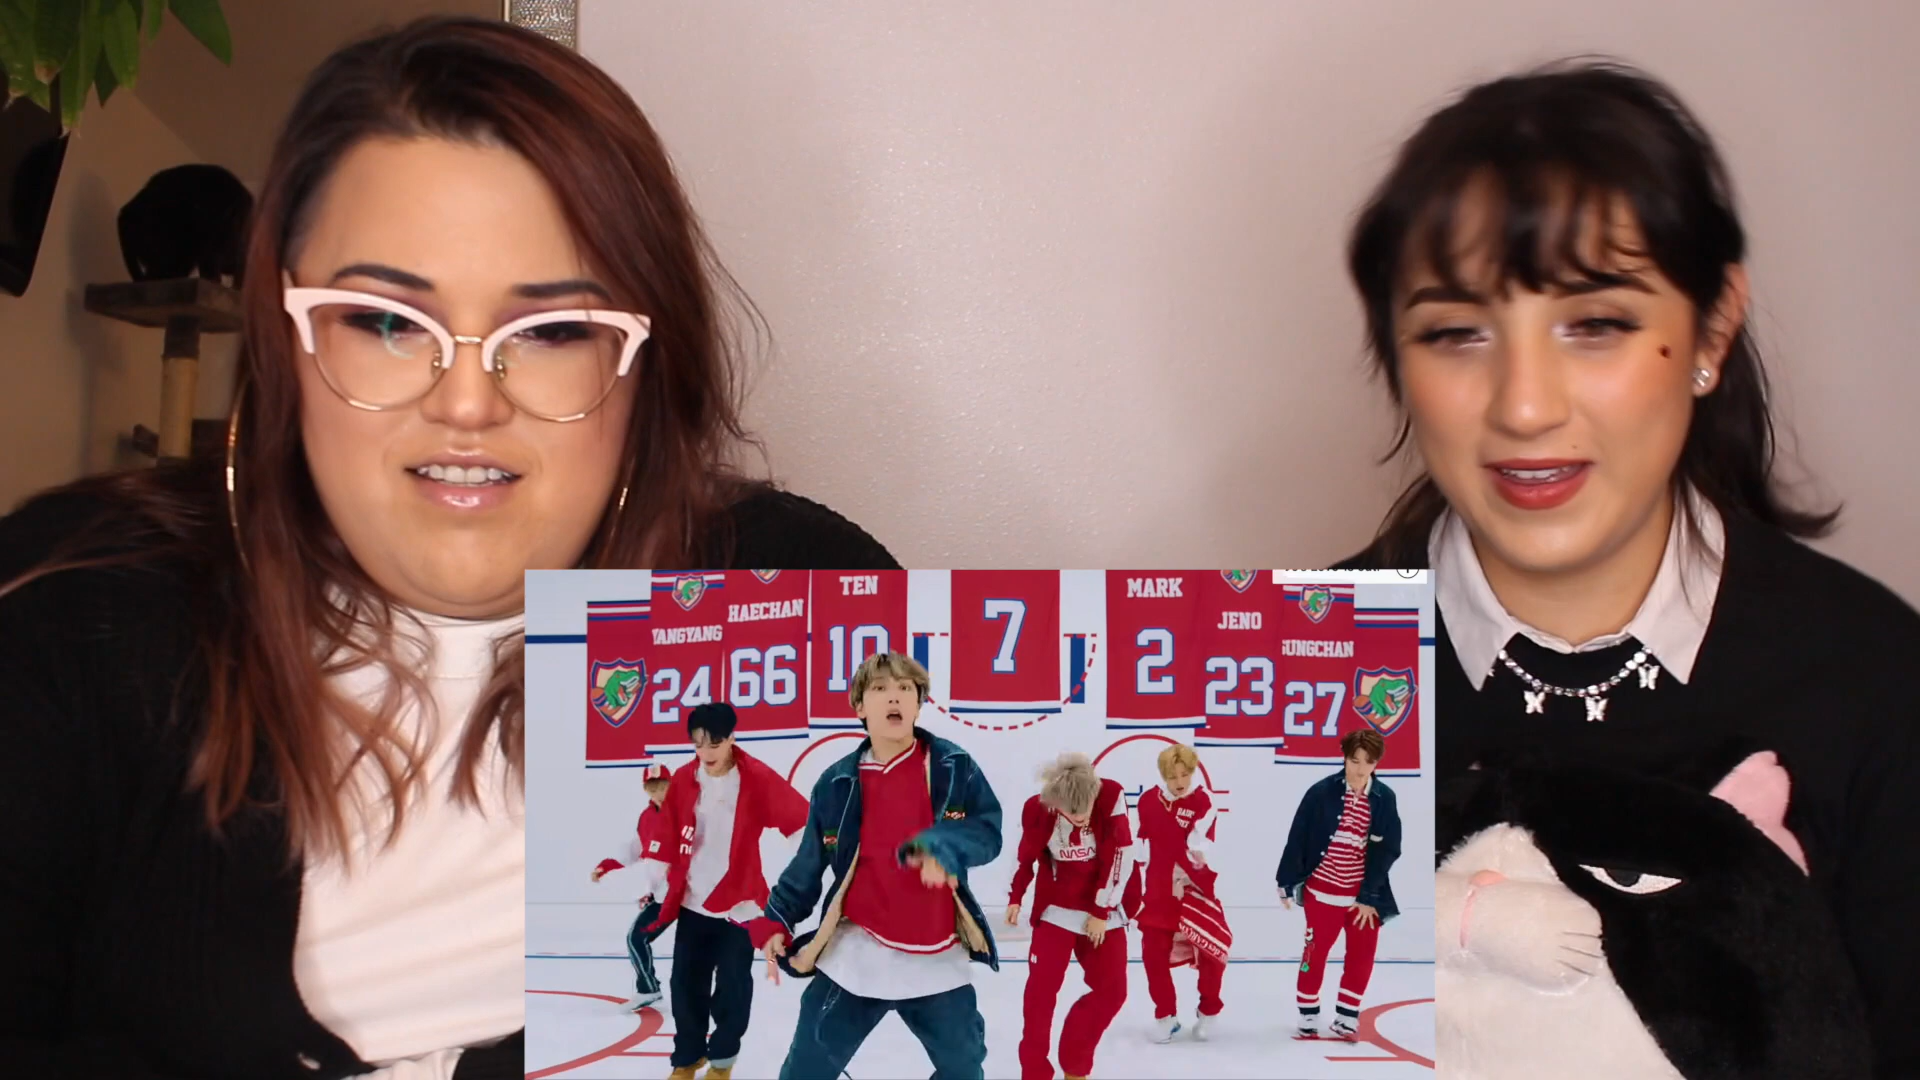 YANGYANG
24
HAECHAN
66
TEN
10
7
MARK
2
JENO
23
SUNGCHAN
27
NASA